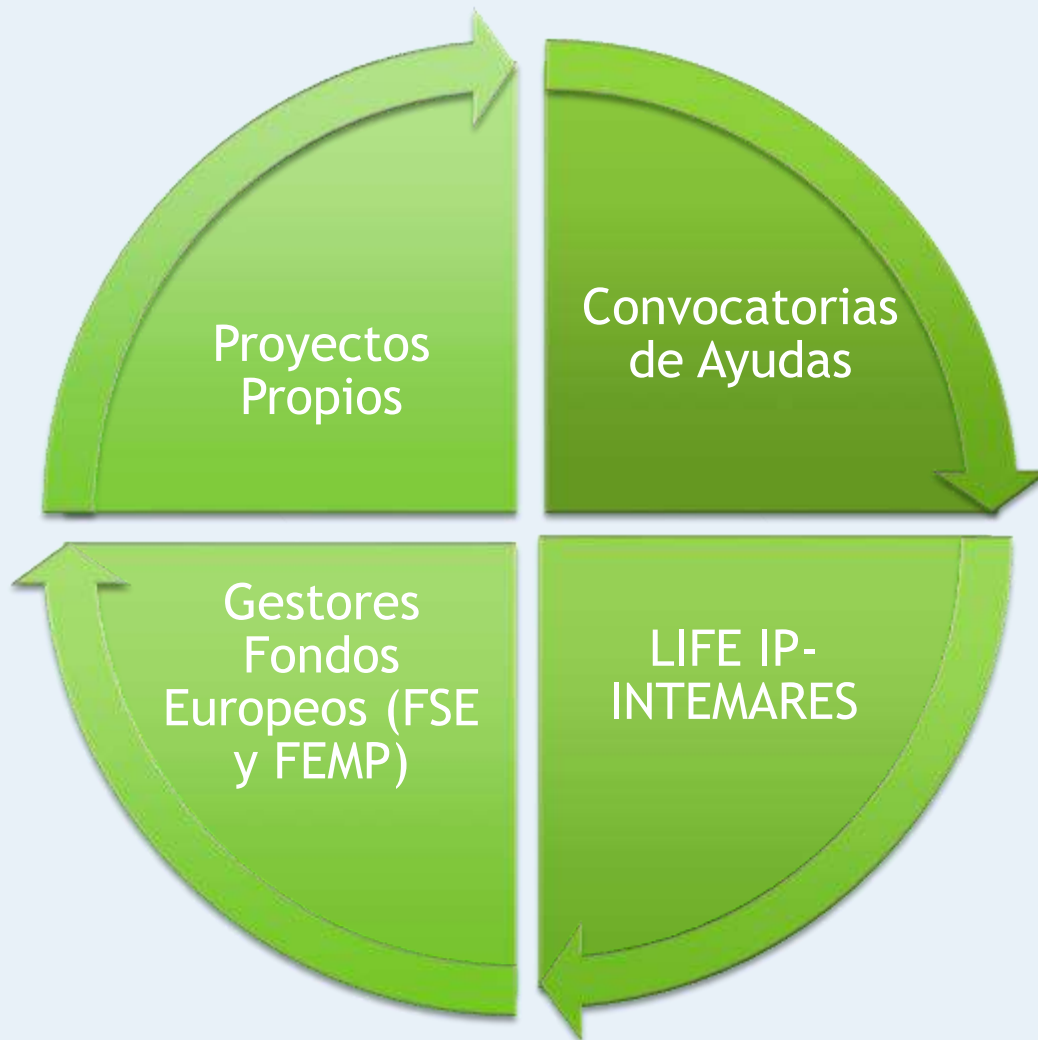 Proyectos
Propios
Convocatorias
de Ayudas
Gestores
Fondos
Europeos (FSE
y FEMP)
LIFE IP-
INTEMARES